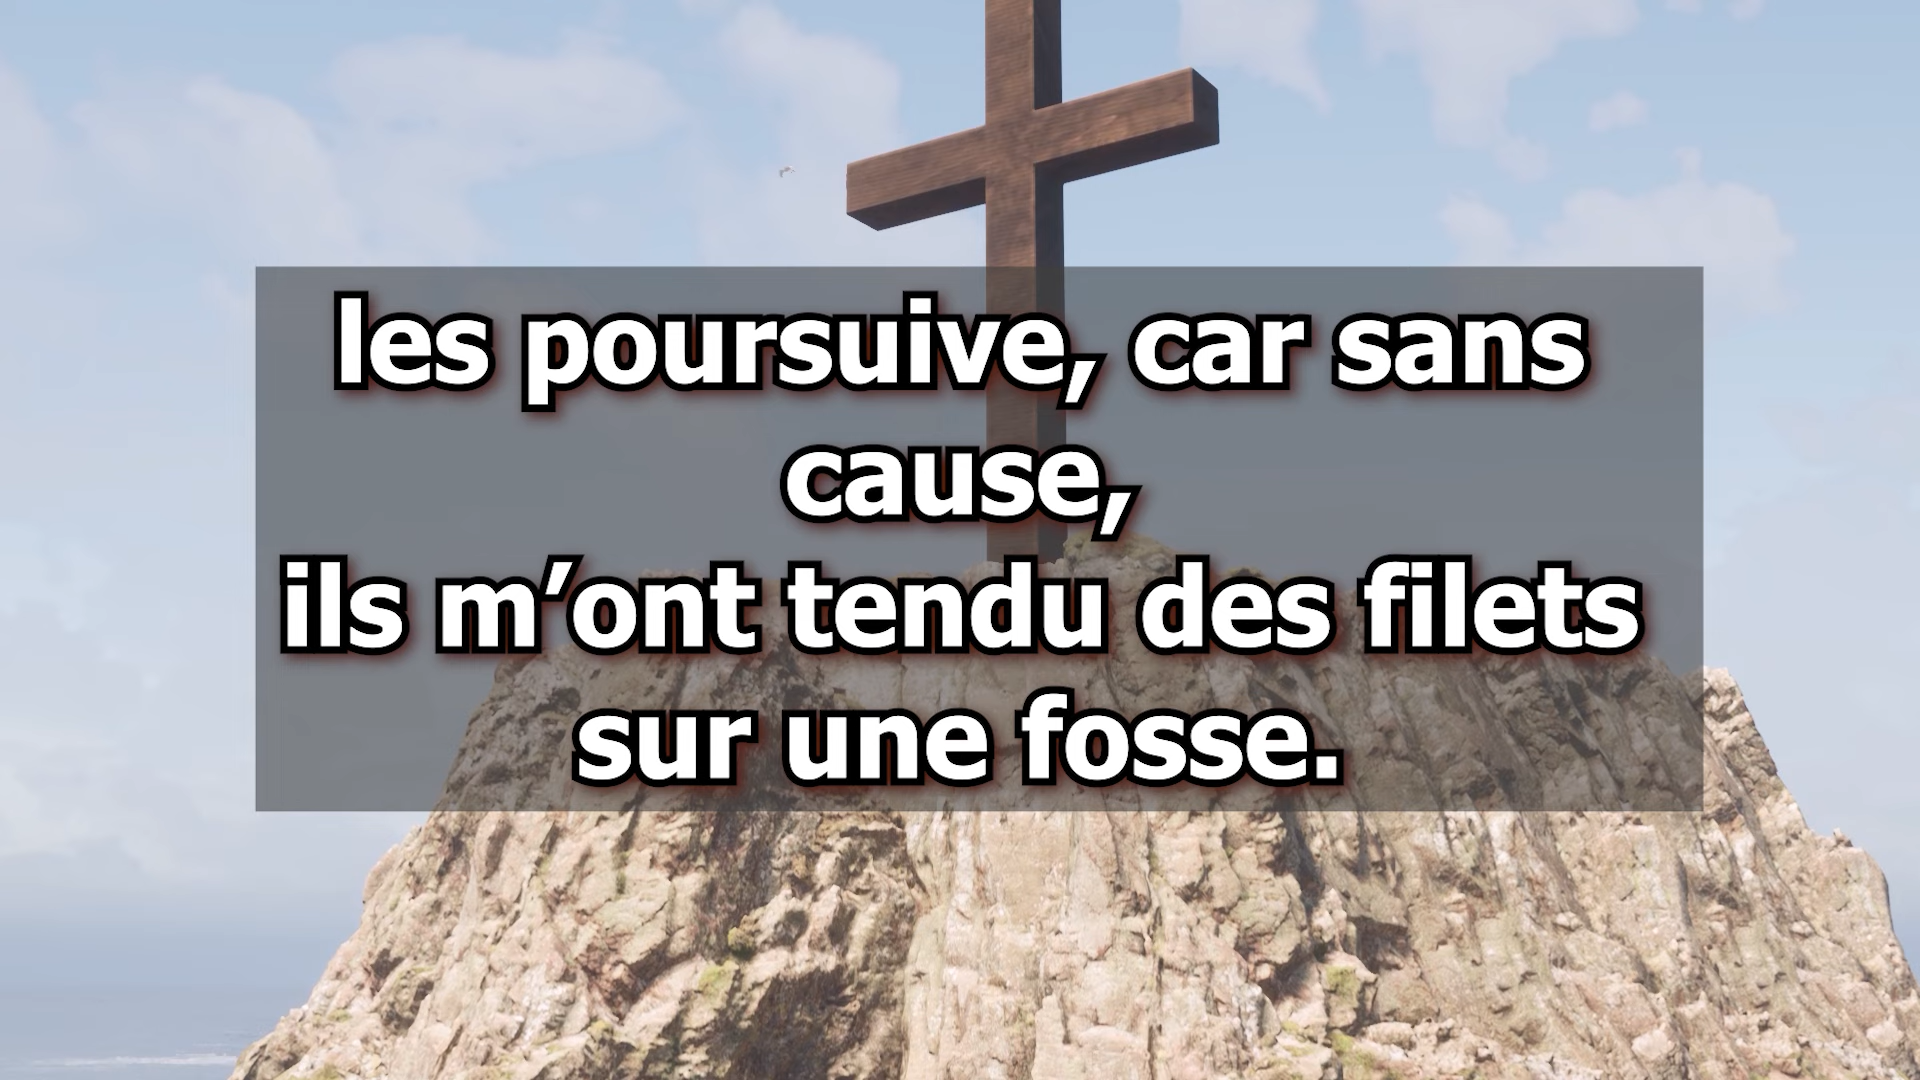 les poursuive, car sans
cause,
ils m’ont tendu des filets
sur une fosse.